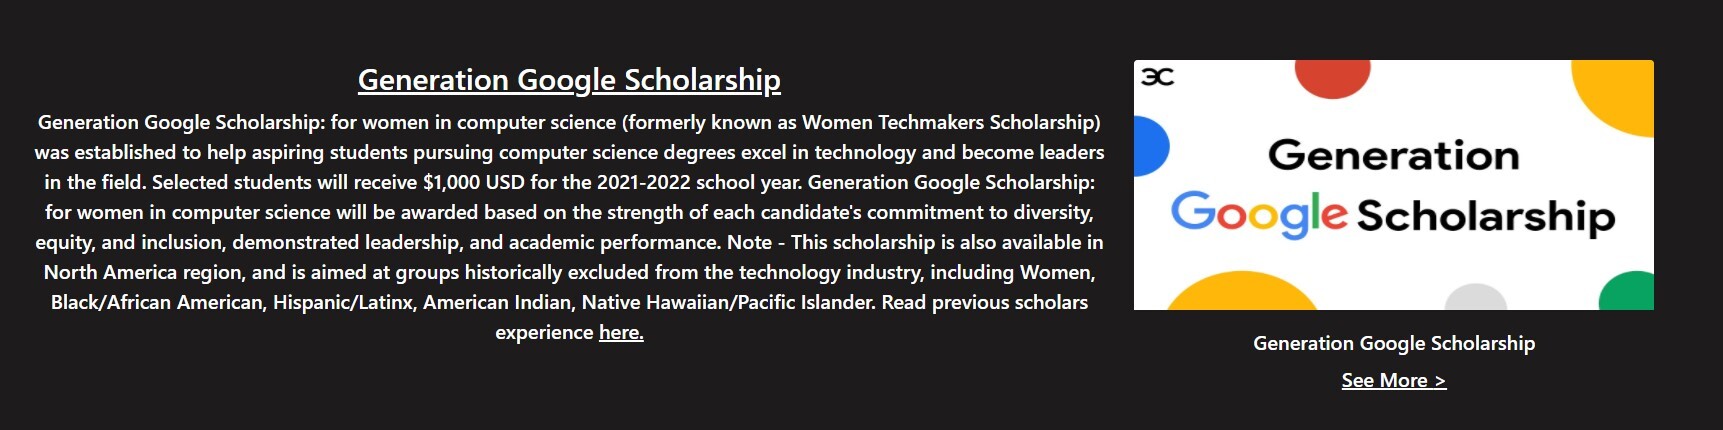 Generation Google Scholarship
Generation Google Scholarship: for women in computer science (formerly known as Women Techmakers Scholarship)
was established to help aspiring students pursuing computer science degrees excel in technology and become leaders
in the field. Selected students will receive $1,000 USD for the 2021-2022 school year. Generation Google Scholarship:
for women in computer science will be awarded based on the strength of each candidate's commitment to diversity,
equity, and inclusion, demonstrated leadership, and academic performance. Note - This scholarship is also available in
North America region, and is aimed at groups historically excluded from the technology industry, including Women,
Black/African American, Hispanic/Latinx, American Indian, Native Hawaiian/Pacific Islander. Read previous scholars
experience here.
ЭC
Generation
Google Scholarship
Generation Google Scholarship
See More >